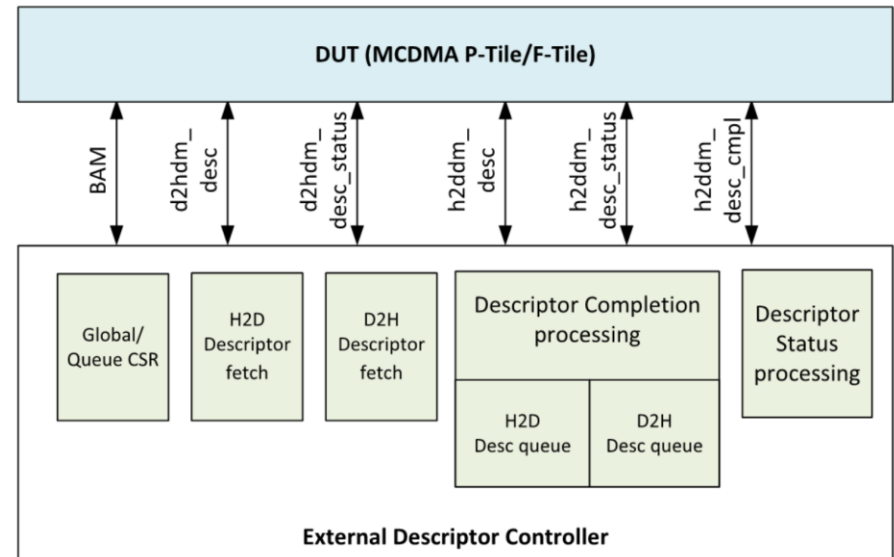 DUT (MCDMA P-Tile/F-Tile)
BAM
d2hdm_
desc
d2hdm_
desc_status
h2ddm_
desc
h2ddm_
desc_status
h2ddm_
desc_cmpl
Global/
Queue CSR
H2D
Descriptor
fetch
D2H
Descriptor
fetch
Descriptor Completion
processing
H2D
Desc queue
D2H
Desc queue
Descriptor
Status
processing
External Descriptor Controller